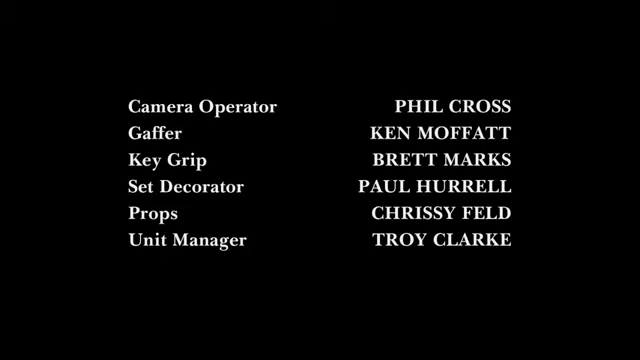 Camera Operator PHIL CROSS
Gaffer KEN MOFFATT
Key Grip BRETT MARKS
Set Decorator PAUL HURRELL
Props CHRISSY FELD
Unit Manager TROY CLARKE